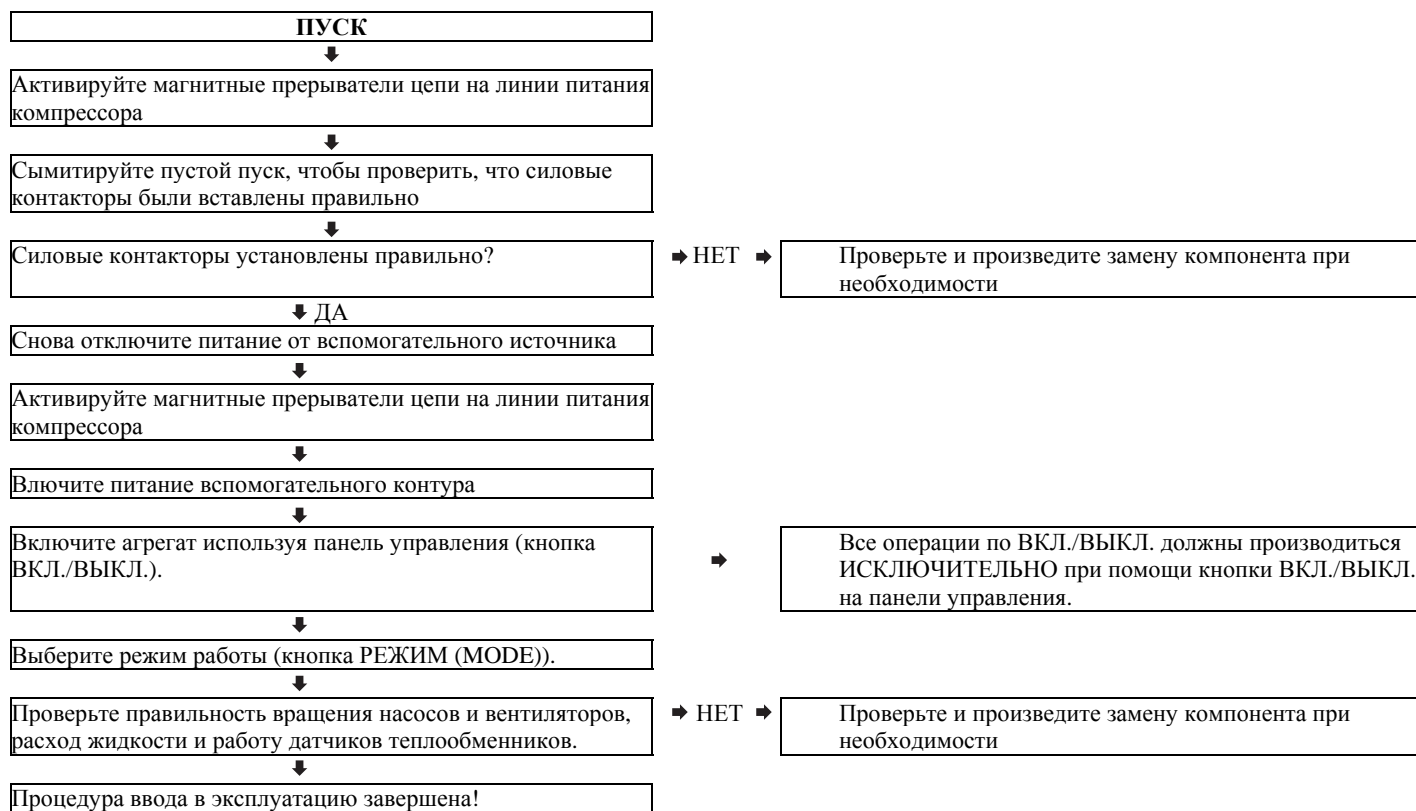 ПУСК
Активируйте магнитные прерыватели цепи на линии питания
компрессора
Сымитируйте пустой пуск, чтобы проверить, что силовые
контакторы были вставлены правильно
Силовые контакторы установлены правильно?
НЕТ
Проверьте и произведите замену компонента при
необходимости
ДА
Снова отключите питание от вспомогательного источника
Активируйте магнитные прерыватели цепи на линии питания
компрессора
Влючите питание вспомогательного контура
Включите агрегат используя панель управления (кнопка
ВКЛ./ВЫКЛ.).
Все операции по ВКЛ./ВЫКЛ. должны производиться
ИСКЛЮЧИТЕЛЬНО при помощи кнопки ВКЛ./ВЫКЛ.
на панели управления.
Выберите режим работы (кнопка РЕЖИМ (MODE)).
Проверьте правильность вращения насосов и вентиляторов,
расход жидкости и работу датчиков теплообменников.
НЕТ
Проверьте и произведите замену компонента при
необходимости
Процедура ввода в эксплуатацию завершена!